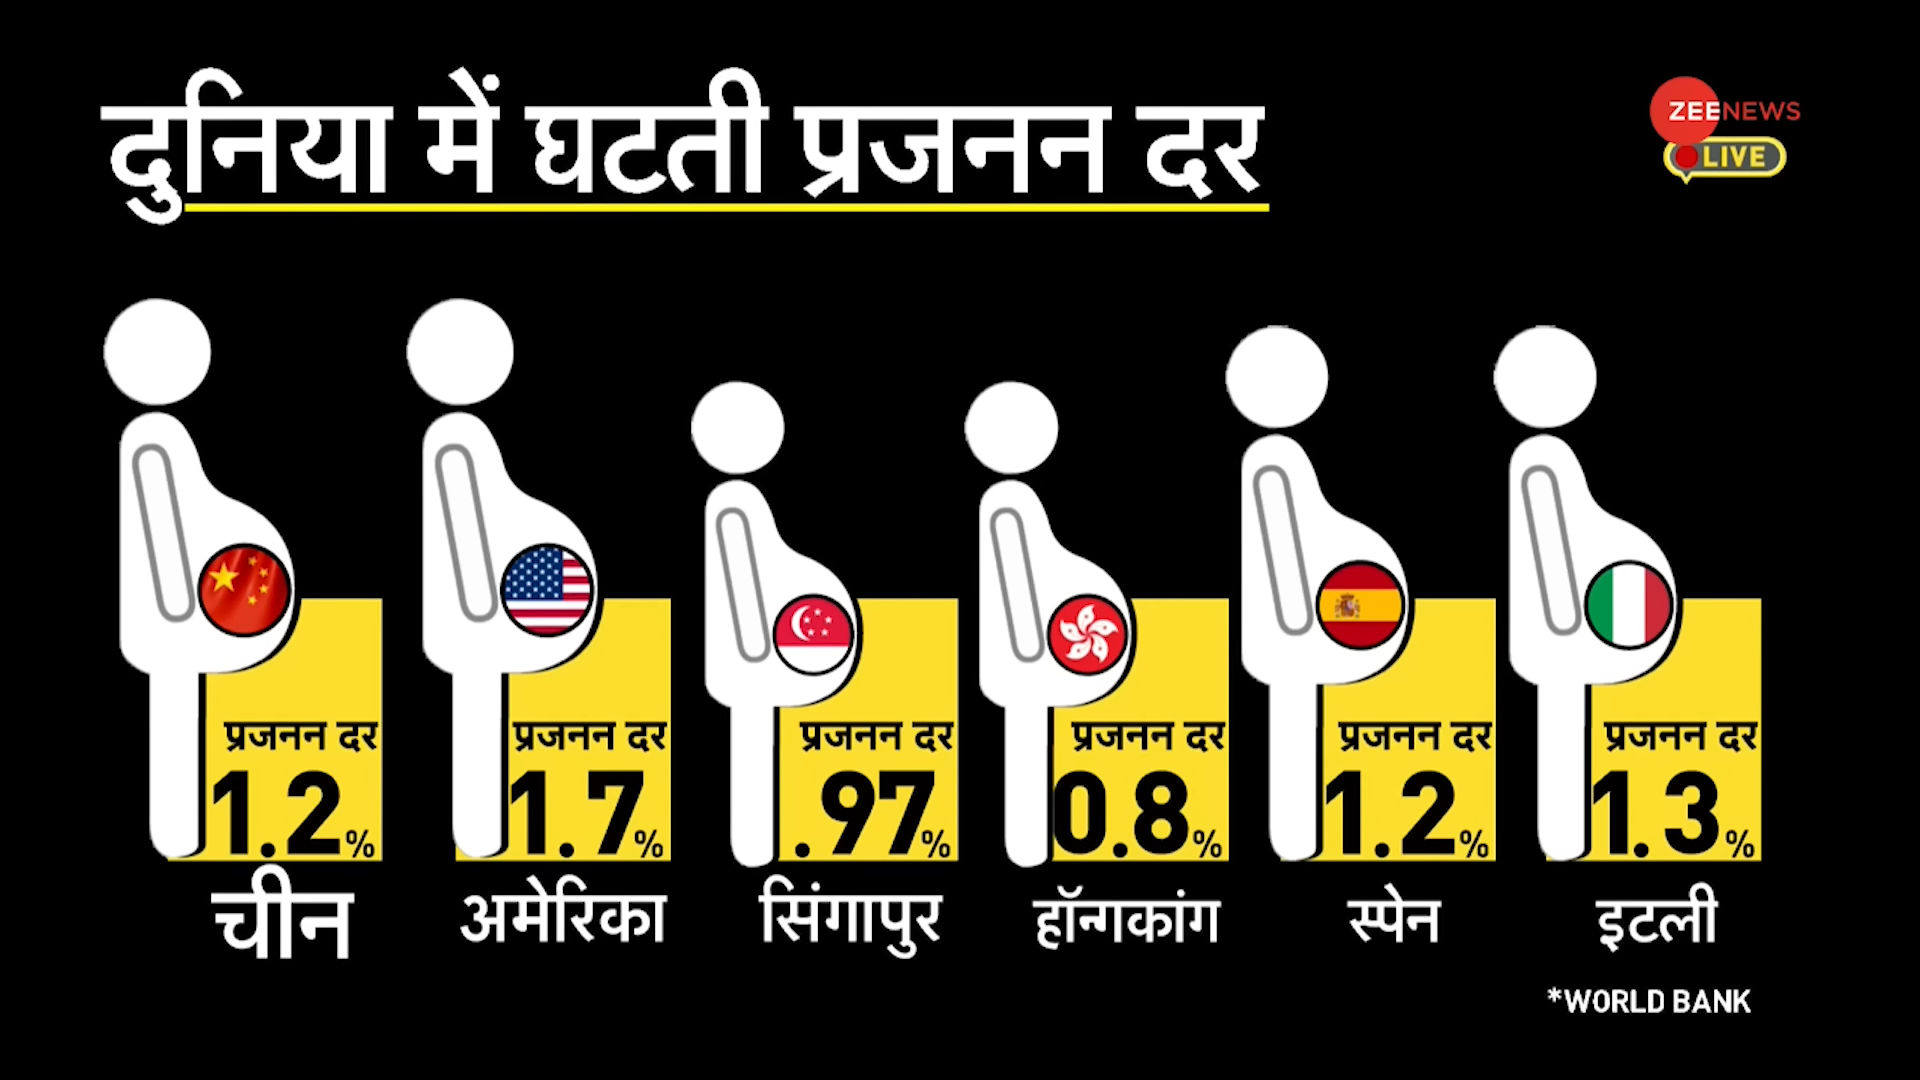 दुनिया में घटती प्रजनन दर
ZEENEWS
LIVE
प्रजनन दर
1.2%
चीन
प्रजनन दर
1.7%
अमेरिका
प्रजनन दर
.97%
सिंगापुर
प्रजनन दर
0.8%
हॉन्गकांग
प्रजनन दर
1.2%
स्पेन
प्रजनन दर
1.3%
इटली
*WORLD BANK